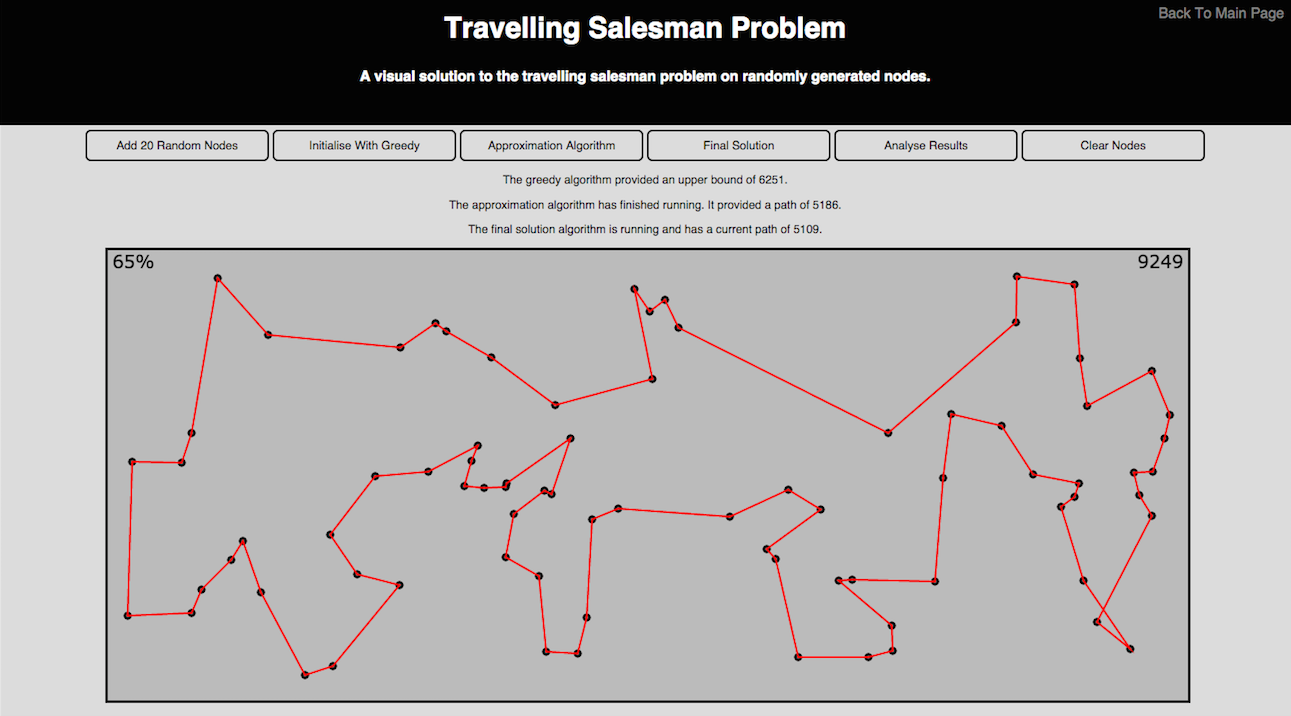 Back To Main Page
Travelling Salesman Problem
A visual solution to the travelling salesman problem on randomly generated nodes.
Add 20 Random Nodes
Initialise With Greedy
Approximation Algorithm
Final Solution
Analyse Results
Clear Nodes
The greedy algorithm provided an upper bound of 6251.
The approximation algorithm has finished running. It provided a path of 5186.
The final solution algorithm is running and has a current path of 5109.
65%
9249